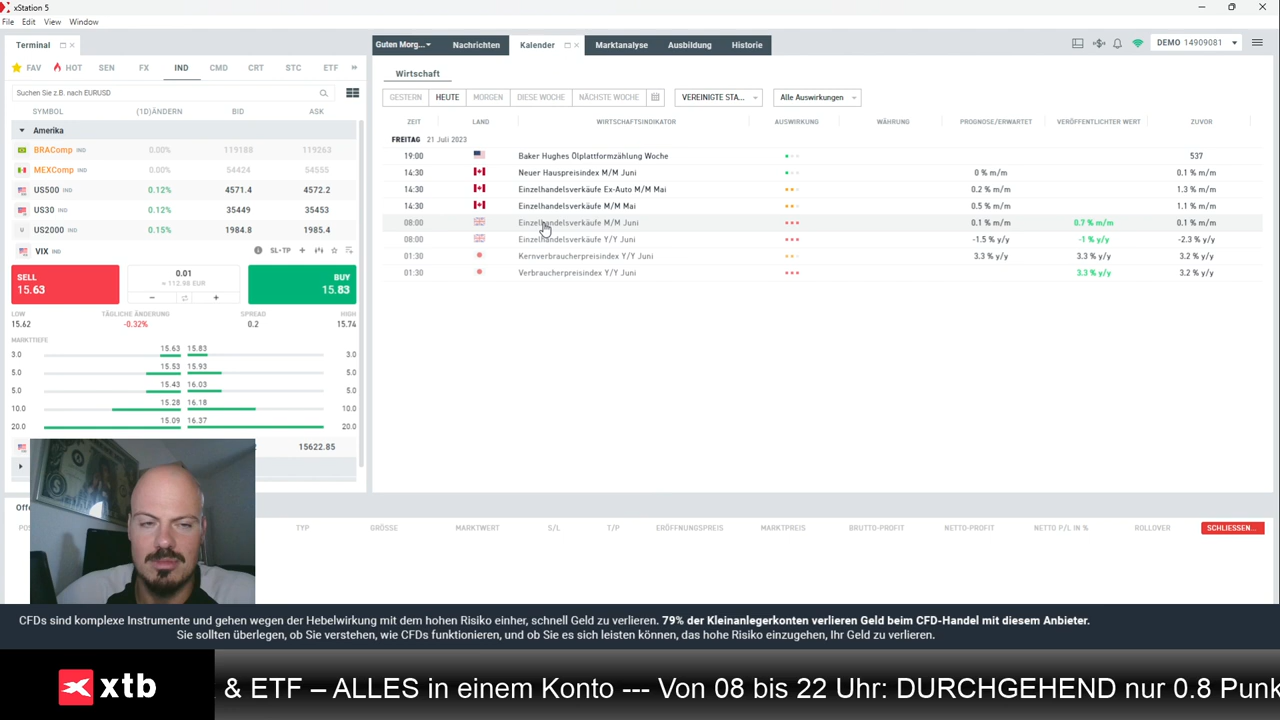 xStation 5
File Edit View Window
Terminal
Guten Morg... Nachrichten Kalender Marktanalyse Ausbildung Historie
DEMO 14909081
FAV HOT SEN FX IND CMD CRT STC ETF
Suchen Sie z.B. nach EURUSD
SYMBOL (1D)ÄNDERN BID ASK
Amerika
BRAComp IND 0.00% 119188 119263
MEXComp IND 0.00% 54424 54555
US500 IND 0.12% 4571.4 4572.2
US30 IND 0.12% 35449 35453
US2000 IND 0.15% 1984.8 1985.4
VIX IND SL•TP
SELL 15.63
0.01
= 112.98 EUR
BUY 15.83
LOW TÄGLICHE ÄNDERUNG SPREAD HIGH
15.62 -0.32% 0.2 15.74
MARKTTIEFE
3.0 15.63 15.83 3.0
5.0 15.53 15.93 5.0
5.0 15.43 16.03 5.0
10.0 15.28 16.18 10.0
20.0 15.09 16.37 20.0
15622.85
Wirtschaft
GESTERN HEUTE MORGEN DIESE WOCHE NÄCHSTE WOCHE VEREINIGTE STA... Alle Auswirkungen
ZEIT LAND WIRTSCHAFTSINDIKATOR AUSWIRKUNG WÄHRUNG PROGNOSE/ERWARTET VERÖFFENTLICHTER WERT ZUVOR
FREITAG 21 Juli 2023
19:00 Baker Hughes Ölplattformzählung Woche 537
14:30 Neuer Hauspreisindex M/M Juni 0 % m/m 0.1 % m/m
14:30 Einzelhandelsverkäufe Ex-Auto M/M Mai 0.2 % m/m 1.3 % m/m
14:30 Einzelhandelsverkäufe M/M Mai 0.5 % m/m 1.1 % m/m
08:00 Einzelhandelsverkäufe M/M Juni 0.1 % m/m 0.7 % m/m 0.1 % m/m
08:00 Einzelhandelsverkäufe Y/Y Juni -1.5 % y/y -1 % y/y -2.3 % y/y
01:30 Kernverbraucherpreisindex Y/Y Juni 3.3 % y/y 3.3 % y/y 3.2 % y/y
01:30 Verbraucherpreisindex Y/Y Juni 3.3 % y/y 3.2 % y/y
TYP GRÖSSE MARKTWERT S/L T/P ERÖFFNUNGSPREIS MARKTPREIS BRUTTO-PROFIT NETTO-PROFIT NETTO P/L IN % ROLLOVER SCHLIESSEN...
CFDs sind komplexe Instrumente und gehen wegen der Hebelwirkung mit dem hohen Risiko einher, schnell Geld zu verlieren. 79% der Kleinanlegerkonten verlieren Geld beim CFD-Handel mit diesem Anbieter.
Sie sollten überlegen, ob Sie verstehen, wie CFDs funktionieren, und ob Sie es sich leisten können, das hohe Risiko einzugehen, Ihr Geld zu verlieren.
xtb
& ETF – ALLES in einem Konto --- Von 08 bis 22 Uhr: DURCHGEHEND nur 0.8 Punk